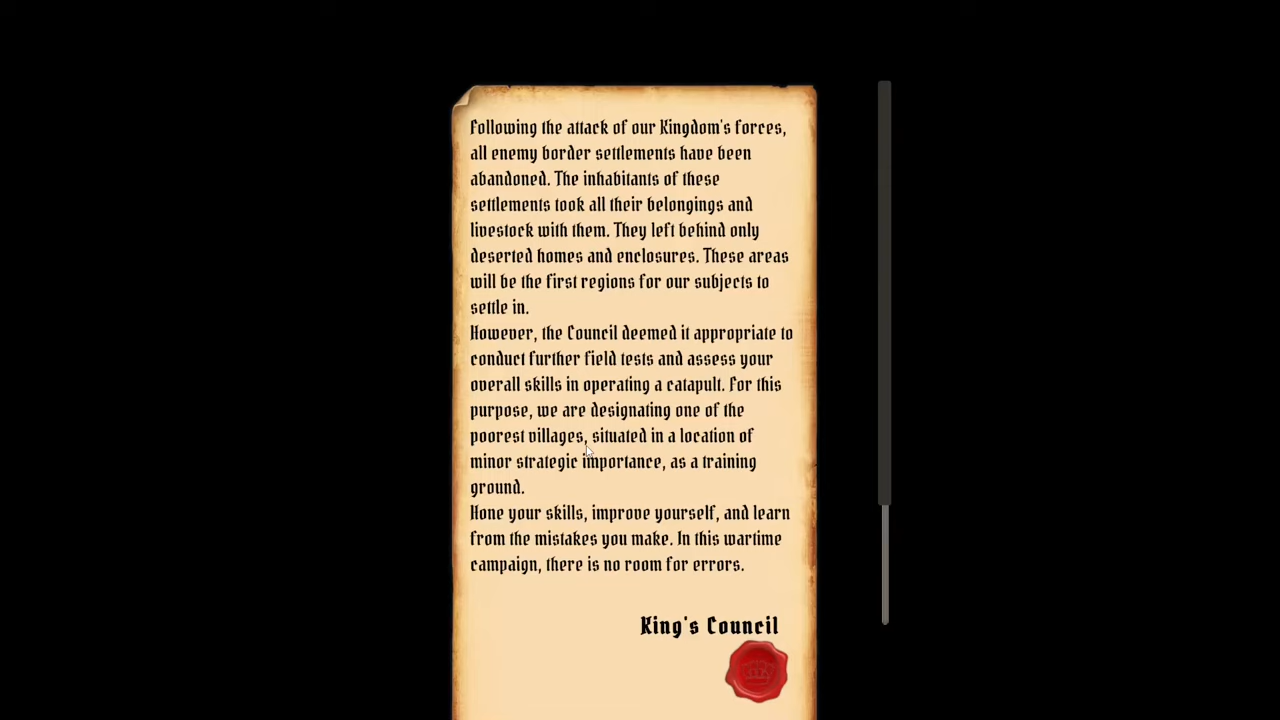 Following the attack of our Kingdom's forces,
all enemy border settlements have been
abandoned. The inhabitants of these
settlements took all their belongings and
livestock with them. They left behind only
deserted homes and enclosures. These areas
will be the first regions for our subjects to
settle in.
However, the Council deemed it appropriate to
conduct further field tests and assess your
overall skills in operating a catapult. For this
purpose, we are designating one of the
poorest villages, situated in a location of
minor strategic importance, as a training
ground.
Hone your skills, improve yourself, and learn
from the mistakes you make. In this wartime
campaign, there is no room for errors.
King's Council